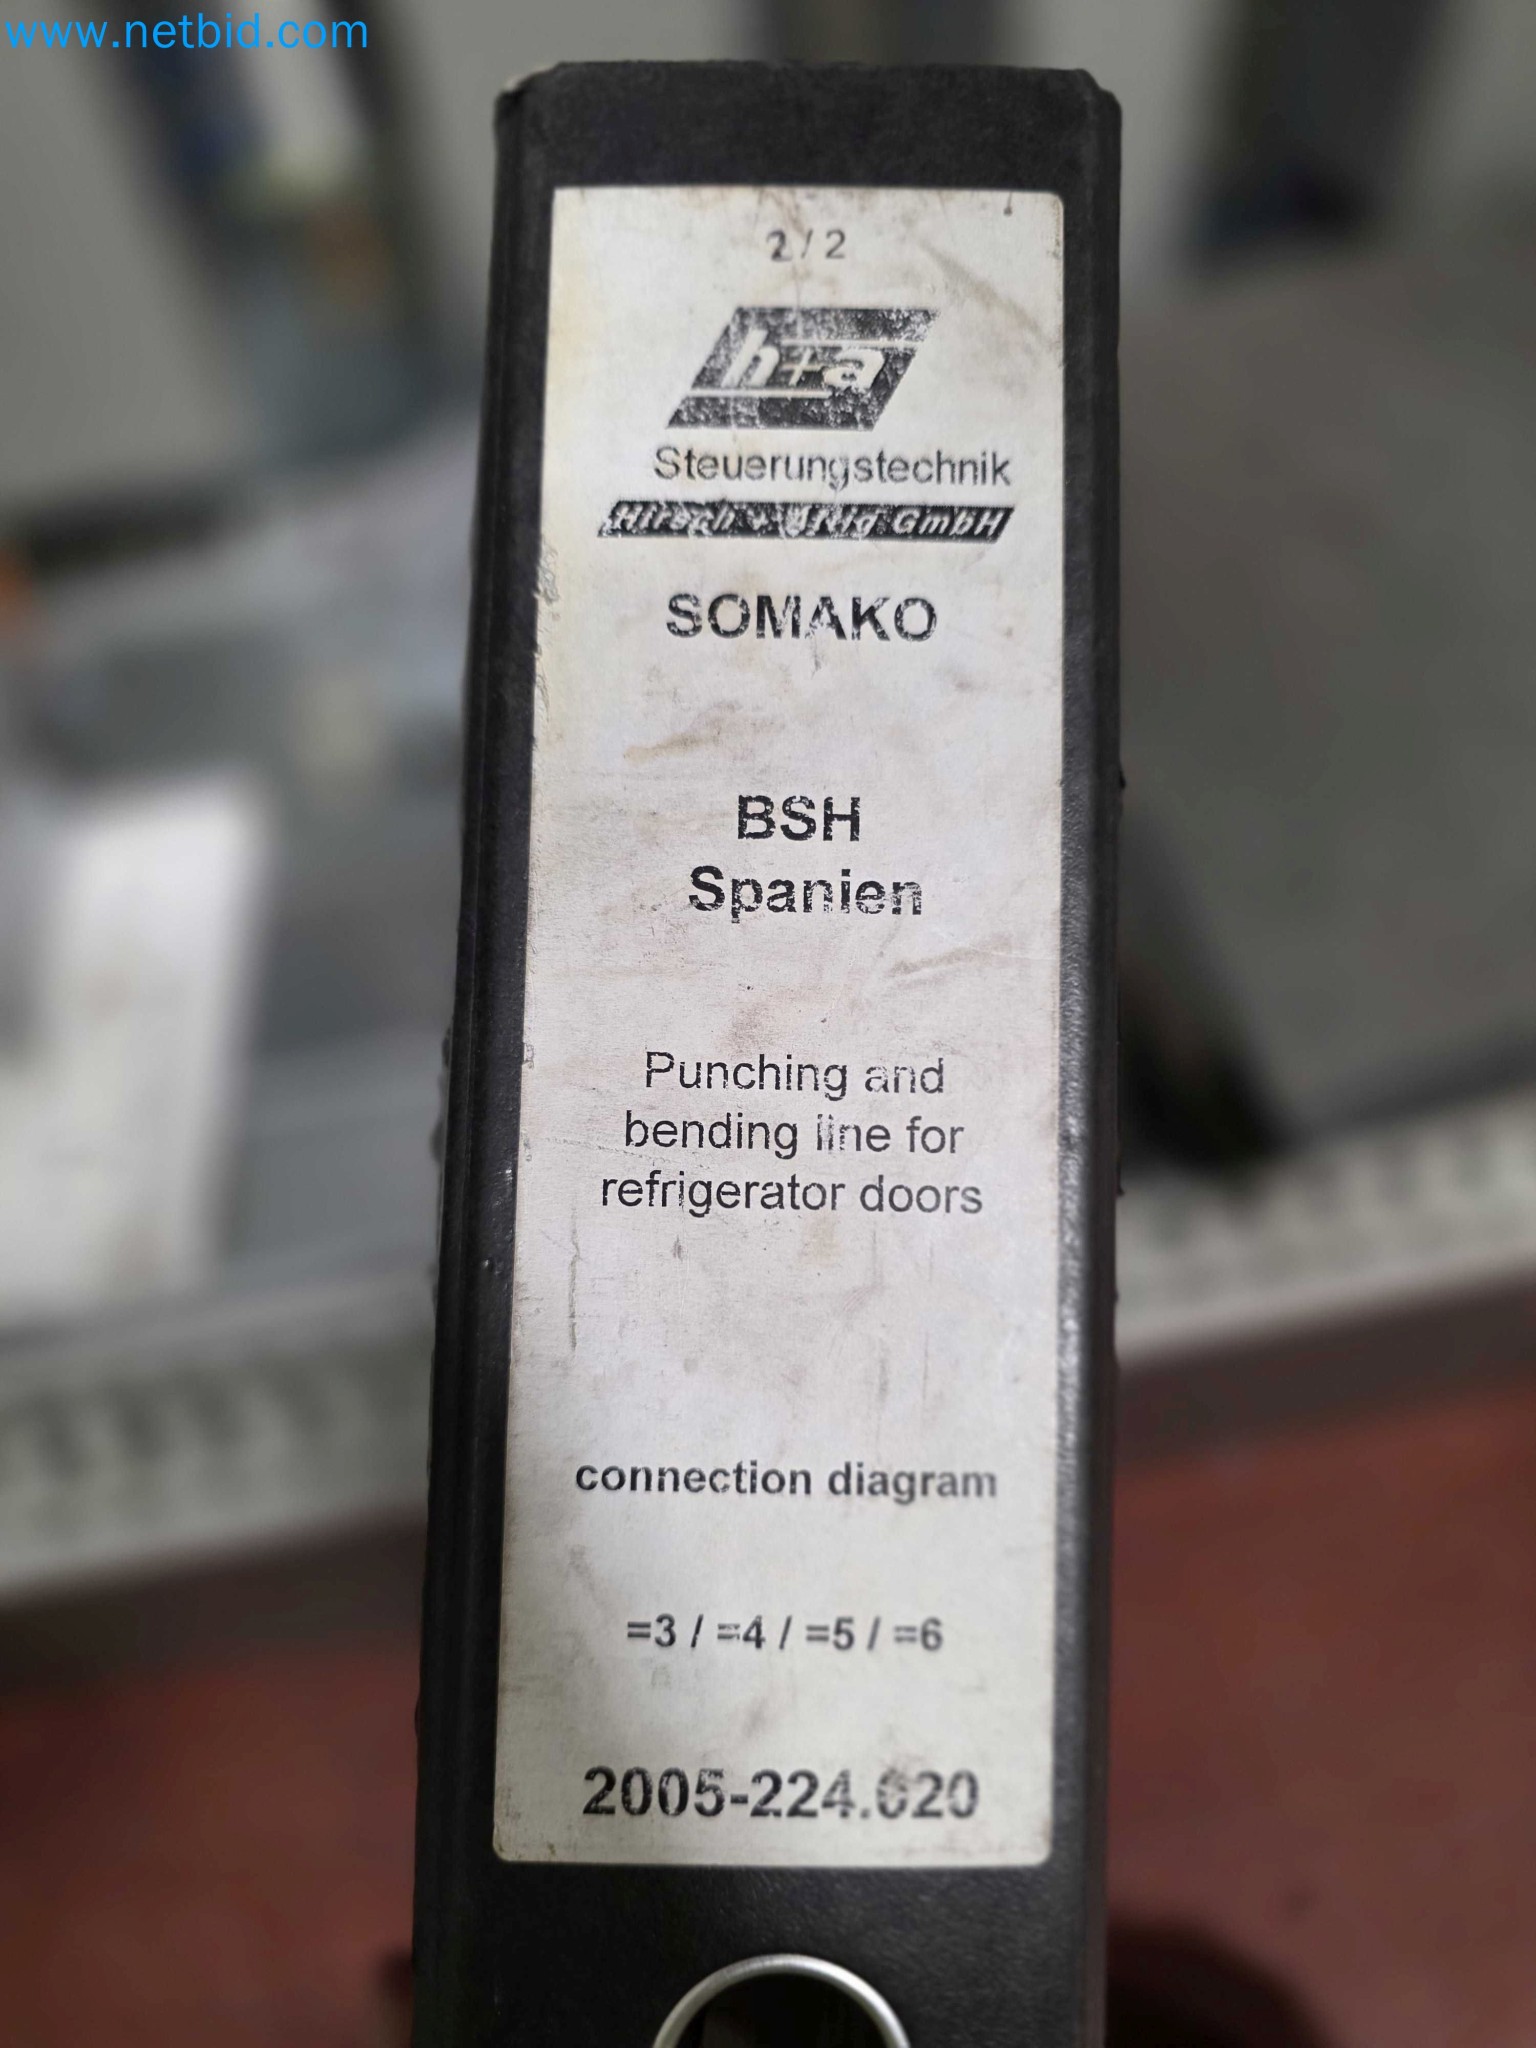 www.netbid.com
2 / 2
h+a
Steuerungstechnik
Hirsch + GmbH
SOMAKO
BSH
Spanien
Punching and
bending line for
refrigerator doors
connection diagram
=3 / =4 / =5 / =6
2005-224.020